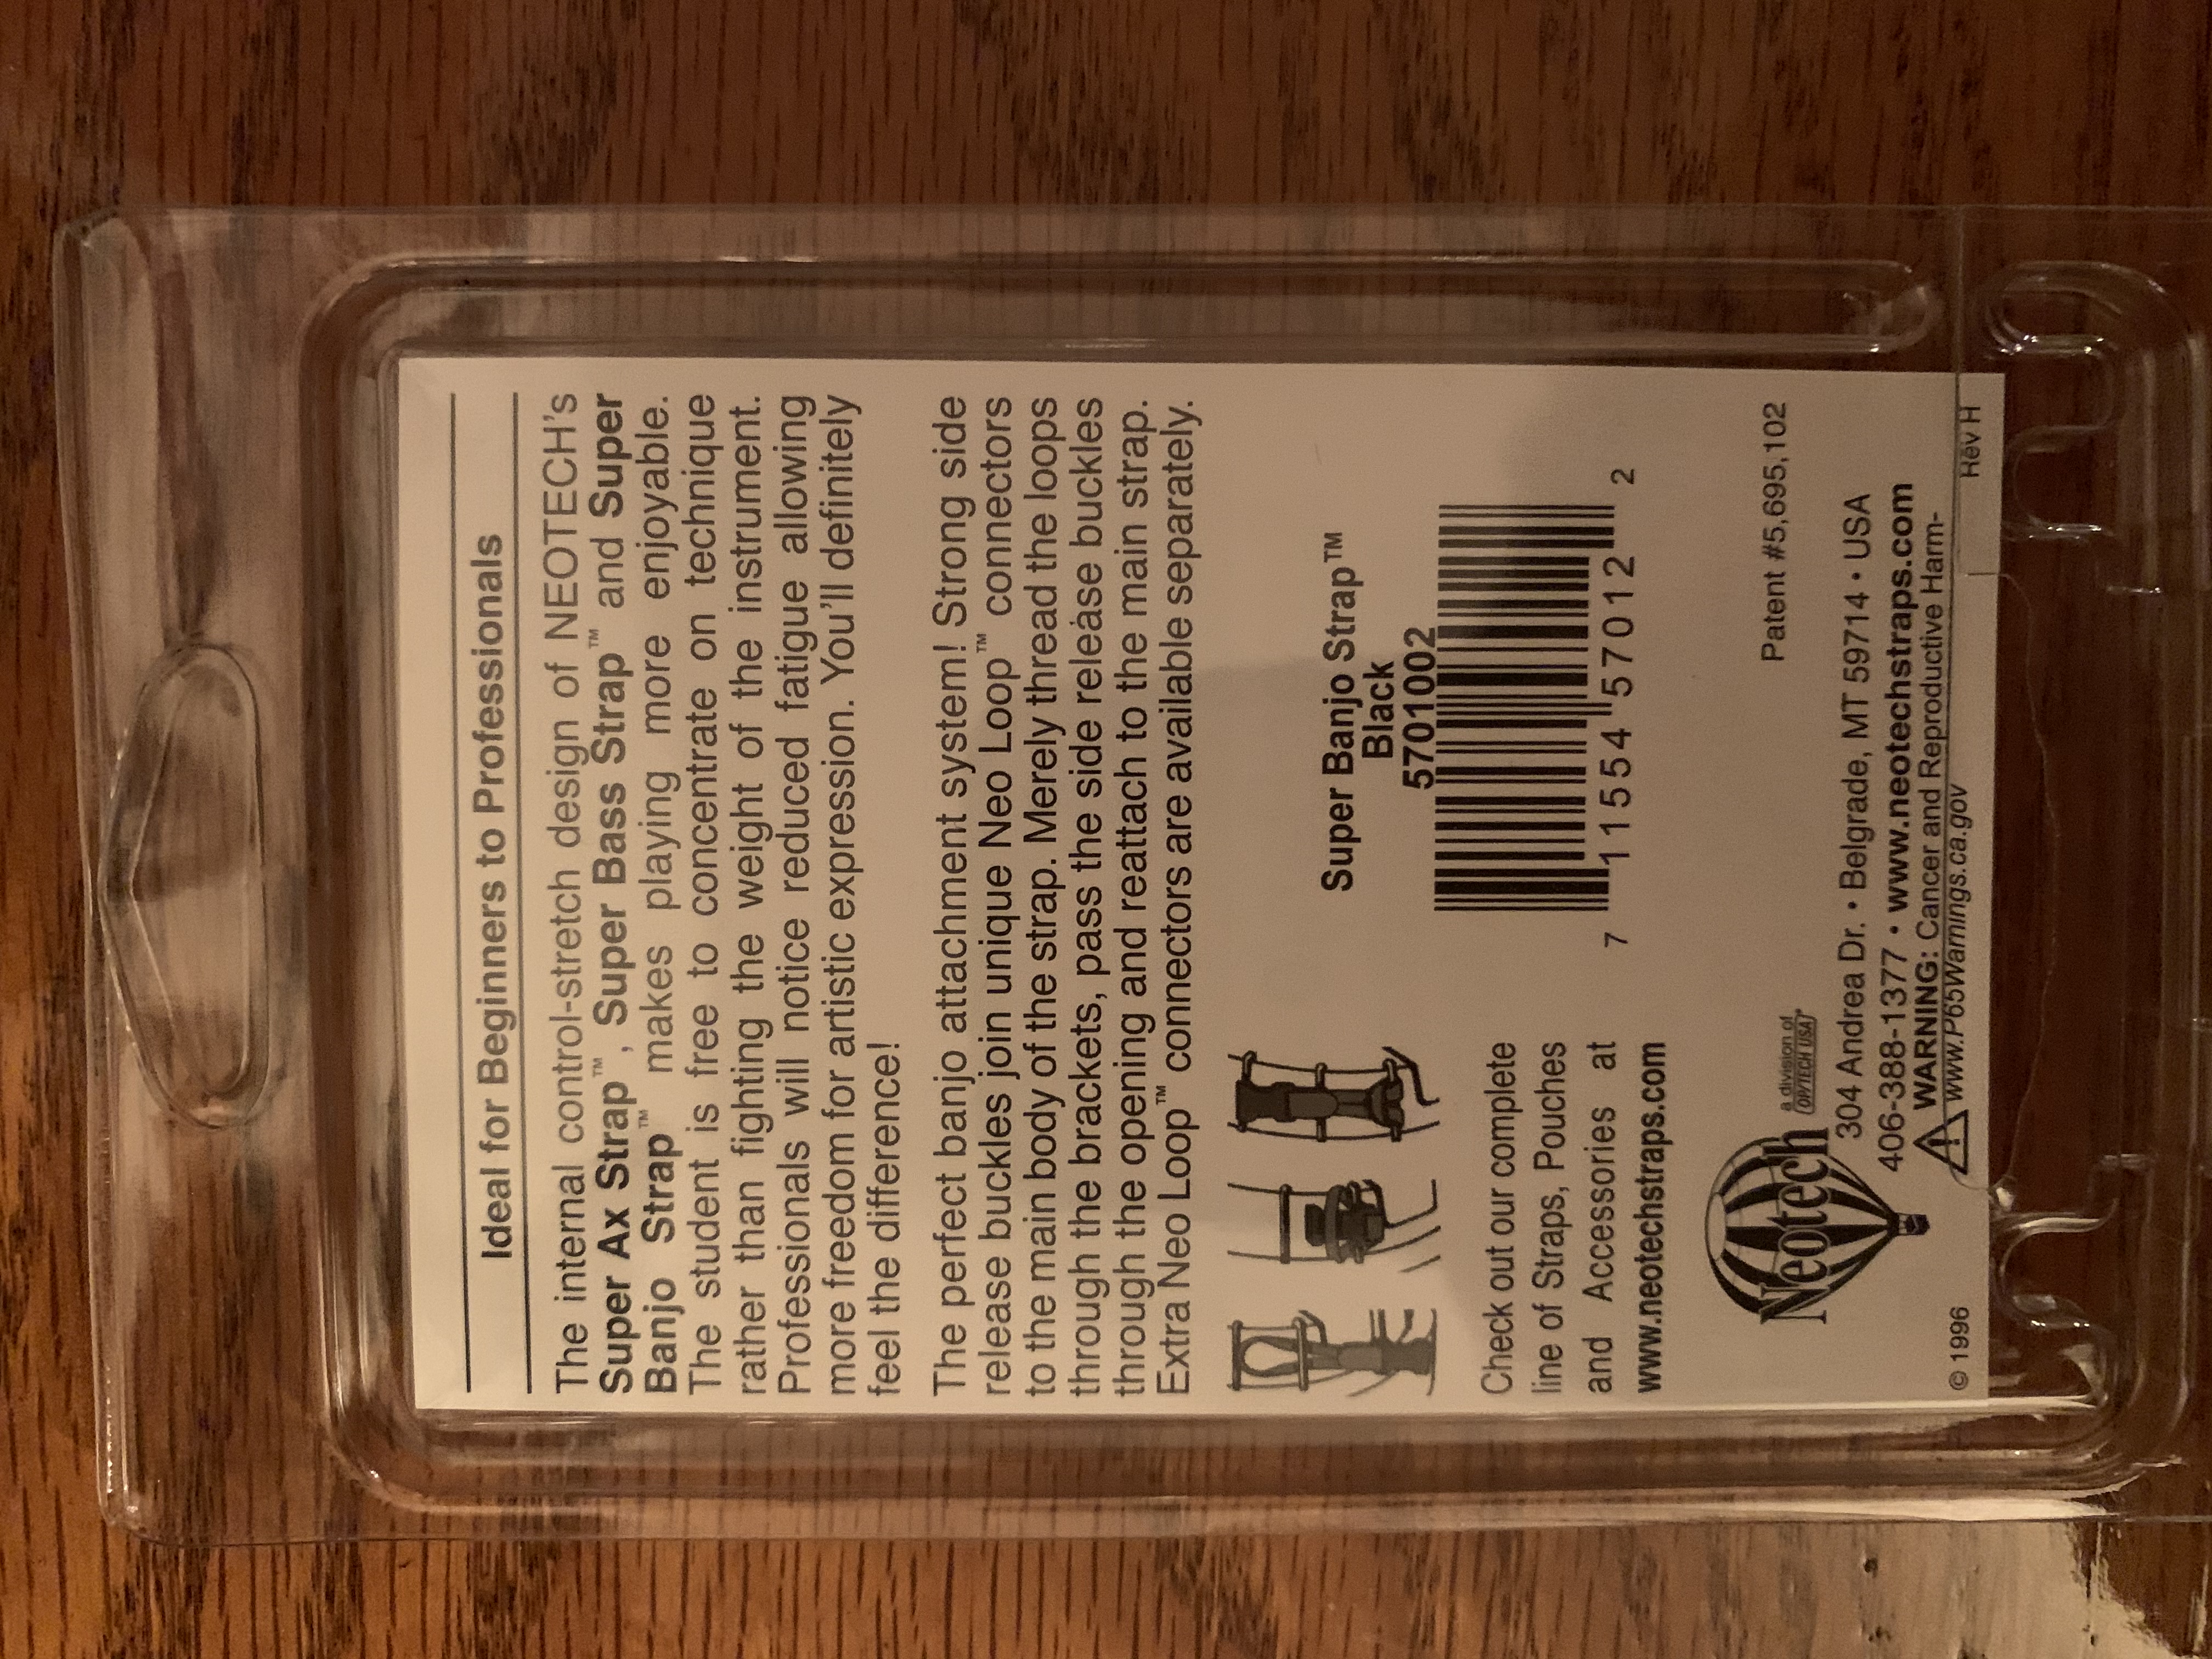 Ideal for Beginners to Professionals
The internal control-stretch design of NEOTECH's
Super Ax Strap™, Super Bass Strap™ and Super
Banjo Strap™ makes playing more enjoyable.
The student is free to concentrate on technique
rather than fighting the weight of the instrument.
Professionals will notice reduced fatigue allowing
more freedom for artistic expression. You'll definitely
feel the difference!
The perfect banjo attachment system! Strong side
release buckles join unique Neo Loop™ connectors
to the main body of the strap. Merely thread the loops
through the brackets, pass the side release buckles
through the opening and reattach to the main strap.
Extra Neo Loop™ connectors are available separately.
Super Banjo Strap™
Black
5701002
7 11554 57012 2
Check out our complete
line of Straps, Pouches
and Accessories at
www.neotechstraps.com
Patent #5,695,102
Neotech
a division of
OP/TECH USA
304 Andrea Dr. • Belgrade, MT 59714 • USA
406-388-1377 • www.neotechstraps.com
WARNING: Cancer and Reproductive Harm-
www.P65Warnings.ca.gov
© 1996
Rev H